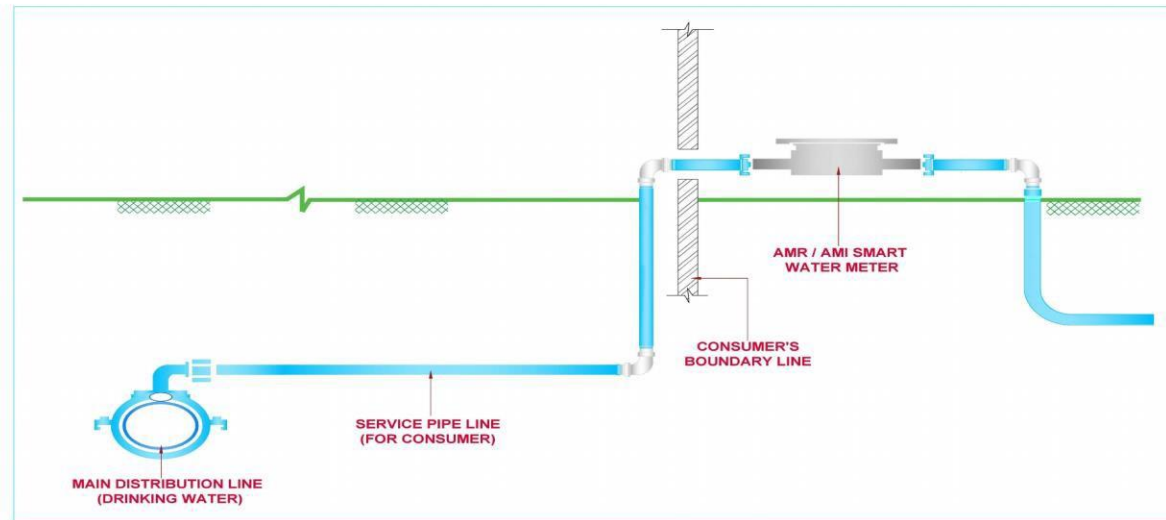 AMR / AMI SMART
WATER METER
CONSUMER'S
BOUNDARY LINE
SERVICE PIPE LINE
(FOR CONSUMER)
MAIN DISTRIBUTION LINE
(DRINKING WATER)